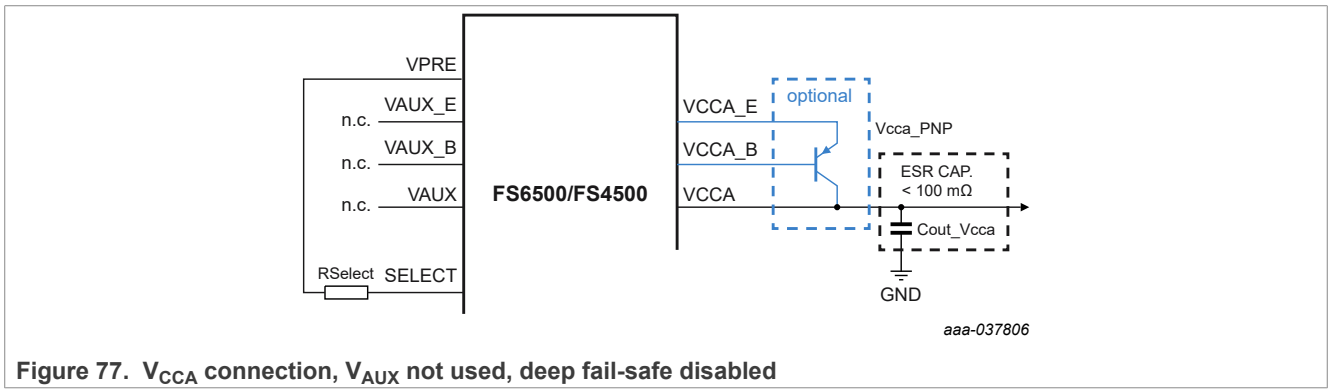 VPRE
VAUX_E
n.c.
VAUX_B
n.c.
VAUX
n.c.
RSelect
SELECT
FS6500/FS4500
VCCA_E
VCCA_B
VCCA
optional
Vcca_PNP
ESR CAP.
< 100 mΩ
Cout_Vcca
GND
aaa-037806
Figure 77. VCCA connection, VAUX not used, deep fail-safe disabled